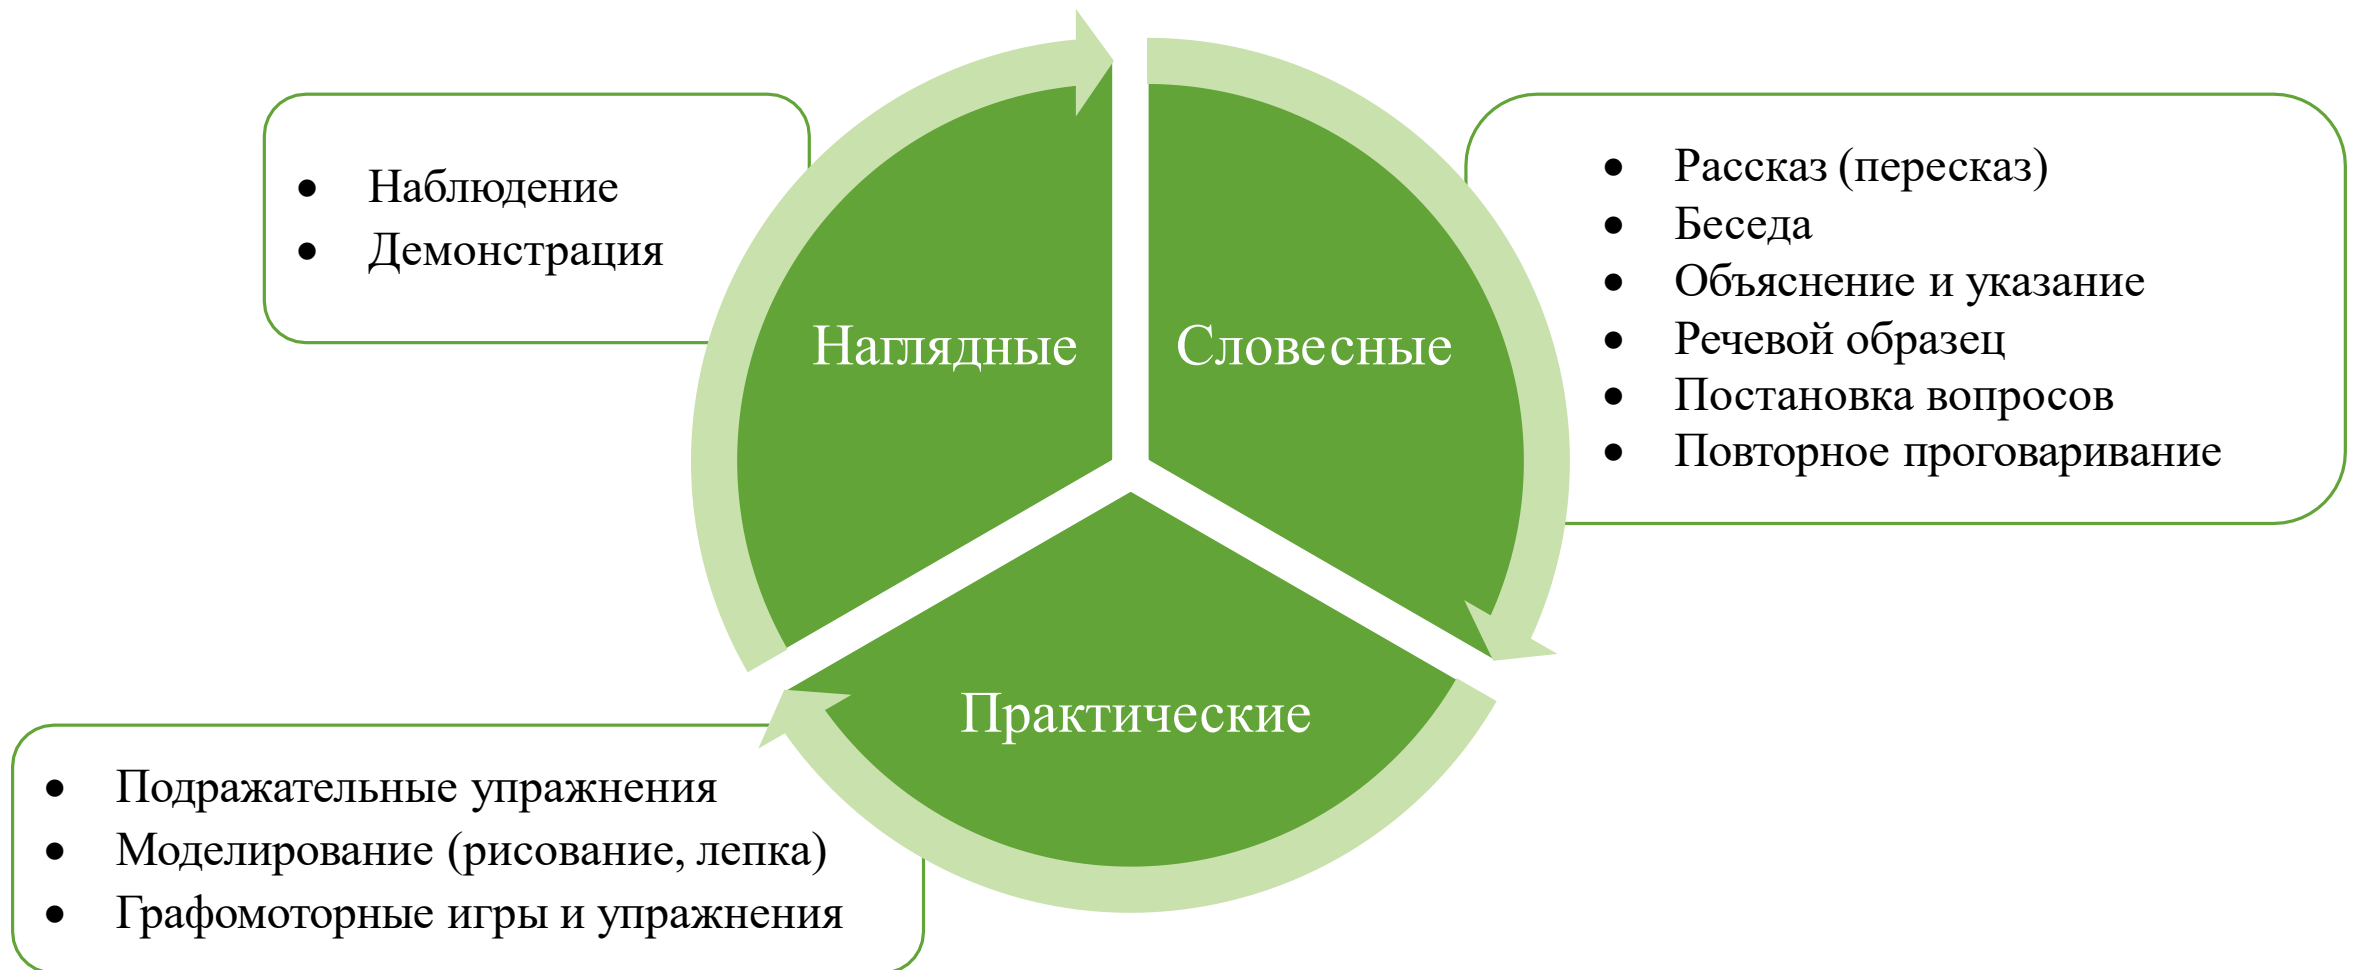 Наблюдение
Демонстрация
Наглядные
Словесные
Рассказ (пересказ)
Беседа
Объяснение и указание
Речевой образец
Постановка вопросов
Повторное проговаривание
Практические
Подражательные упражнения
Моделирование (рисование, лепка)
Графомоторные игры и упражнения